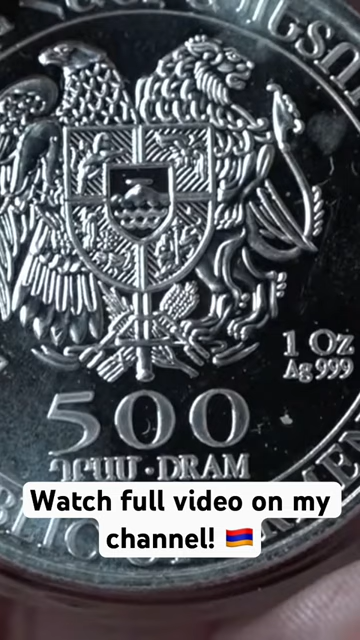 1 Oz
Ag 999
500
ԴՐԱՄ · DRAM
Watch full video on my
channel! 🇦🇲